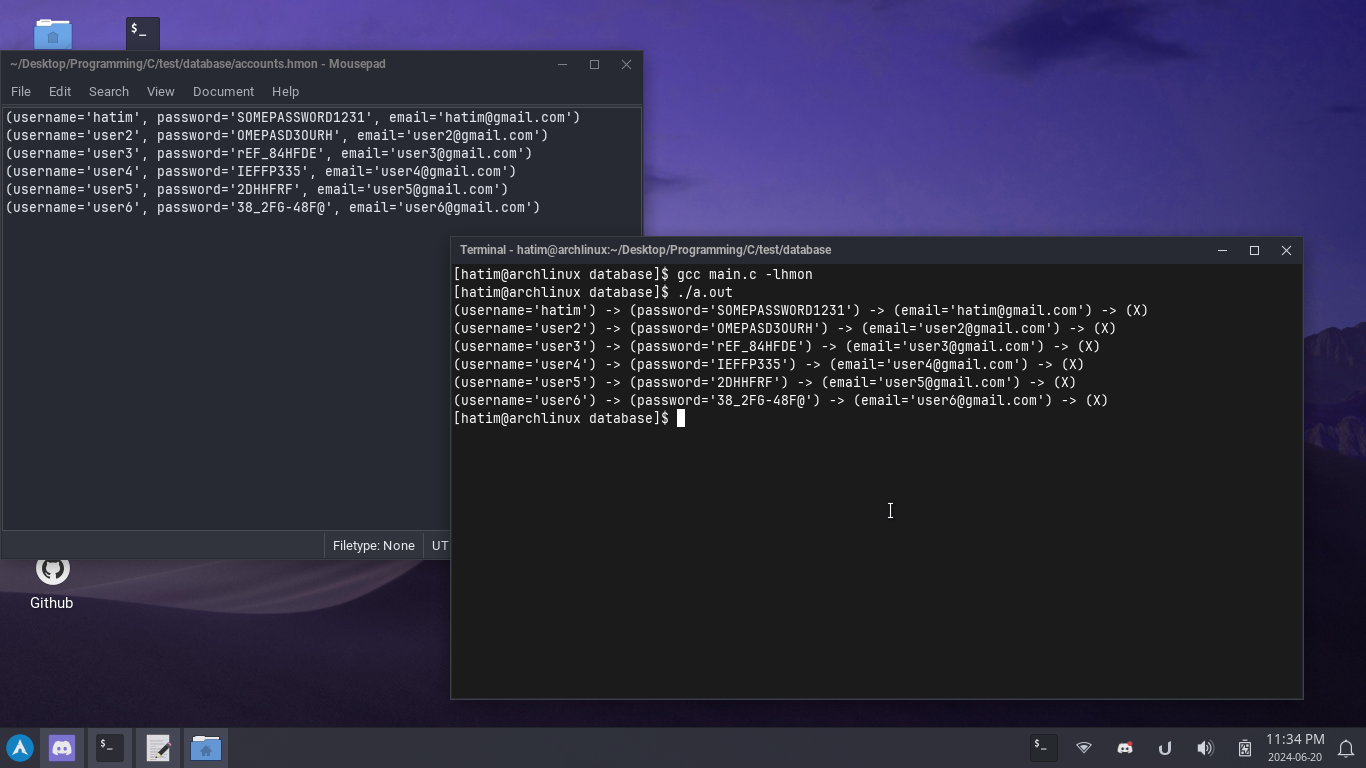 $_
~/Desktop/Programming/C/test/database/accounts.hmon - Mousepad
File Edit Search View Document Help
(username='hatim', password='SOMEPASSWORD1231', email='hatim@gmail.com')
(username='user2', password='OMEPASD3OURH', email='user2@gmail.com')
(username='user3', password='rEF_84HFDE', email='user3@gmail.com')
(username='user4', password='IEFFP335', email='user4@gmail.com')
(username='user5', password='2DHHFRF', email='user5@gmail.com')
(username='user6', password='38_2FG-48F@', email='user6@gmail.com')
Filetype: None UT
Terminal - hatim@archlinux:~/Desktop/Programming/C/test/database
[hatim@archlinux database]$ gcc main.c -lhmon
[hatim@archlinux database]$ ./a.out
(username='hatim') -> (password='SOMEPASSWORD1231') -> (email='hatim@gmail.com') -> (X)
(username='user2') -> (password='OMEPASD3OURH') -> (email='user2@gmail.com') -> (X)
(username='user3') -> (password='rEF_84HFDE') -> (email='user3@gmail.com') -> (X)
(username='user4') -> (password='IEFFP335') -> (email='user4@gmail.com') -> (X)
(username='user5') -> (password='2DHHFRF') -> (email='user5@gmail.com') -> (X)
(username='user6') -> (password='38_2FG-48F@') -> (email='user6@gmail.com') -> (X)
[hatim@archlinux database]$
Github
$_
$_
11:34 PM
2024-06-20